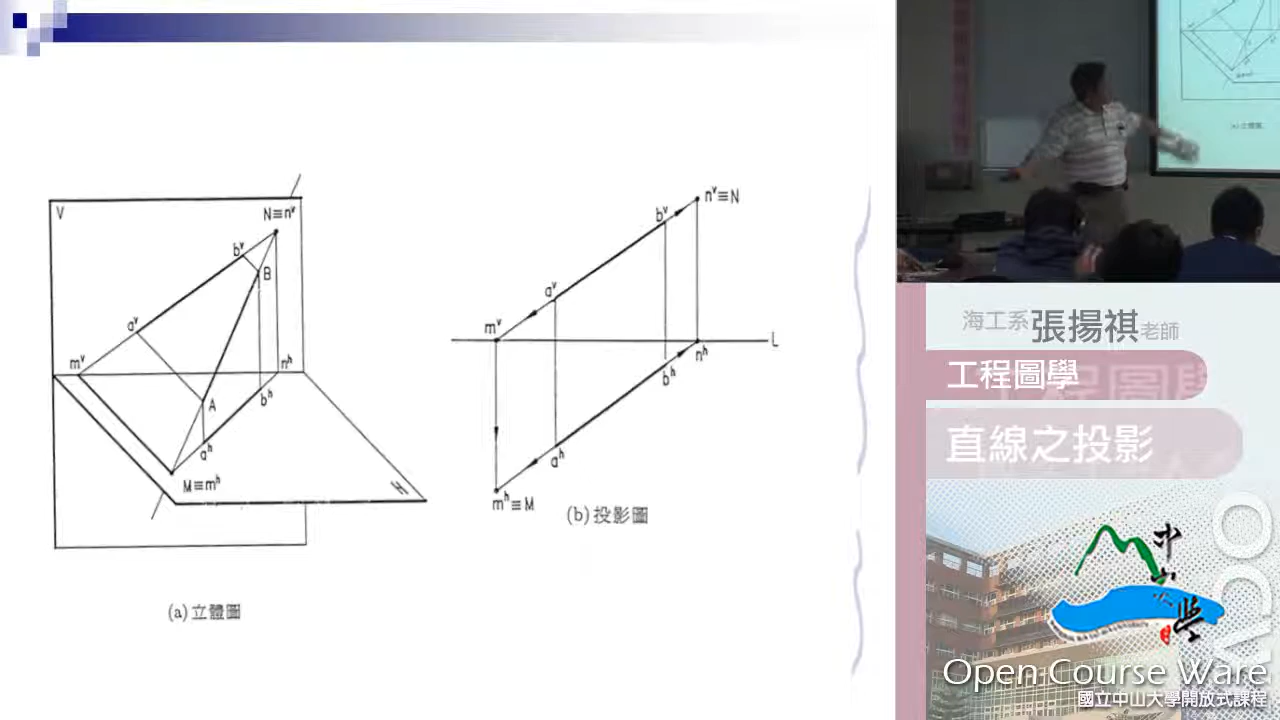 V
N≡nᵛ
bᵛ
B
aᵛ
mᵛ
nʰ
A
bʰ
aʰ
M≡mʰ
H
(a)立體圖
nᵛ≡N
bᵛ
aᵛ
mᵛ
L
nʰ
bʰ
aʰ
mʰ≡M
(b)投影圖
海工系張揚祺老師
工程圖學
直線之投影
OCW
Open Course Ware
國立中山大學開放式課程